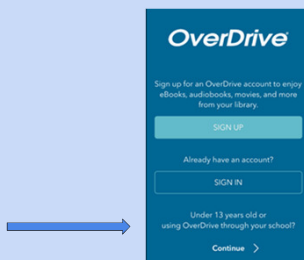 OverDrive
Sign up for an OverDrive account to enjoy
eBooks, audiobooks, movies, and more
from your library.
SIGN UP
Already have an account?
SIGN IN
Under 13 years old or
using OverDrive through your school?
Continue >